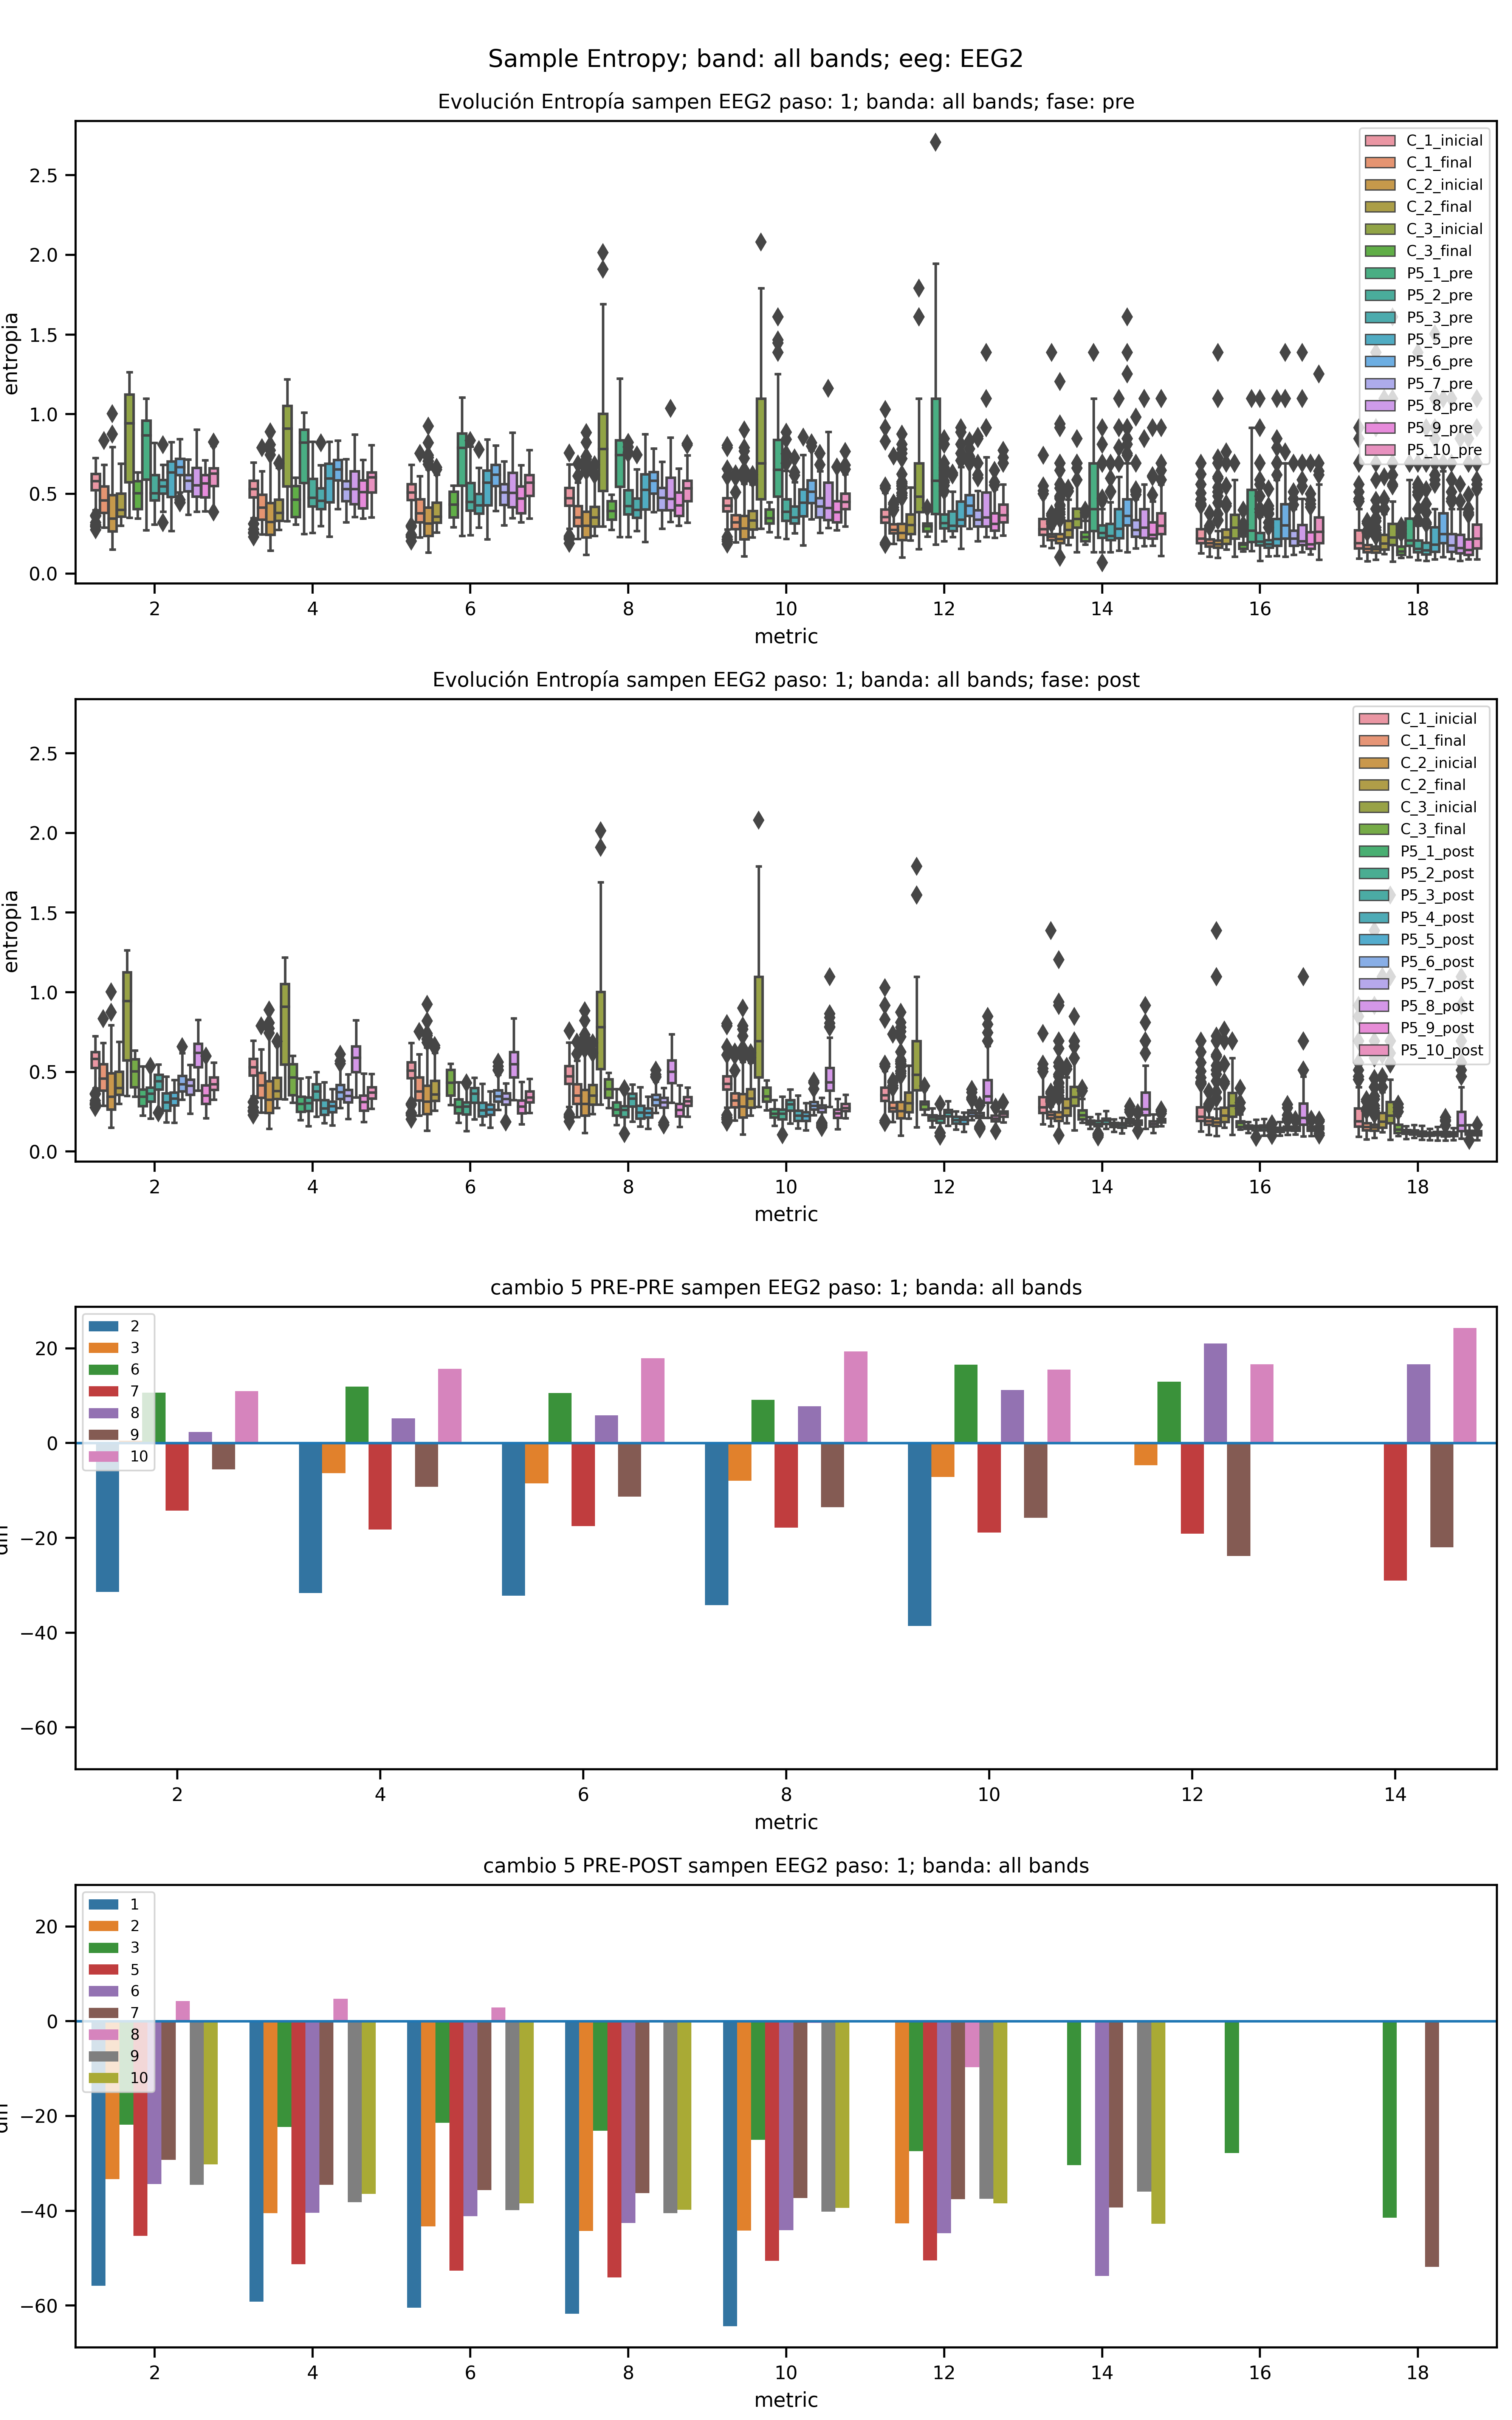 Sample Entropy; band: all bands; eeg: EEG2
Evolución Entropía sampen EEG2 paso: 1; banda: all bands; fase: pre
entropia
2.5
2.0
1.5
1.0
0.5
0.0
C_1_inicial
C_1_final
C_2_inicial
C_2_final
C_3_inicial
C_3_final
P5_1_pre
P5_2_pre
P5_3_pre
P5_5_pre
P5_6_pre
P5_7_pre
P5_8_pre
P5_9_pre
P5_10_pre
2 4 6 8 10 12 14 16 18
metric
Evolución Entropía sampen EEG2 paso: 1; banda: all bands; fase: post
entropia
2.5
2.0
1.5
1.0
0.5
0.0
C_1_inicial
C_1_final
C_2_inicial
C_2_final
C_3_inicial
C_3_final
P5_1_post
P5_2_post
P5_3_post
P5_4_post
P5_5_post
P5_6_post
P5_7_post
P5_8_post
P5_9_post
P5_10_post
2 4 6 8 10 12 14 16 18
metric
cambio 5 PRE-PRE sampen EEG2 paso: 1; banda: all bands
20
0
−20
−40
−60
2
3
6
7
8
9
10
2 4 6 8 10 12 14
metric
cambio 5 PRE-POST sampen EEG2 paso: 1; banda: all bands
20
0
−20
−40
−60
1
2
3
5
6
7
8
9
10
2 4 6 8 10 12 14 16 18
metric